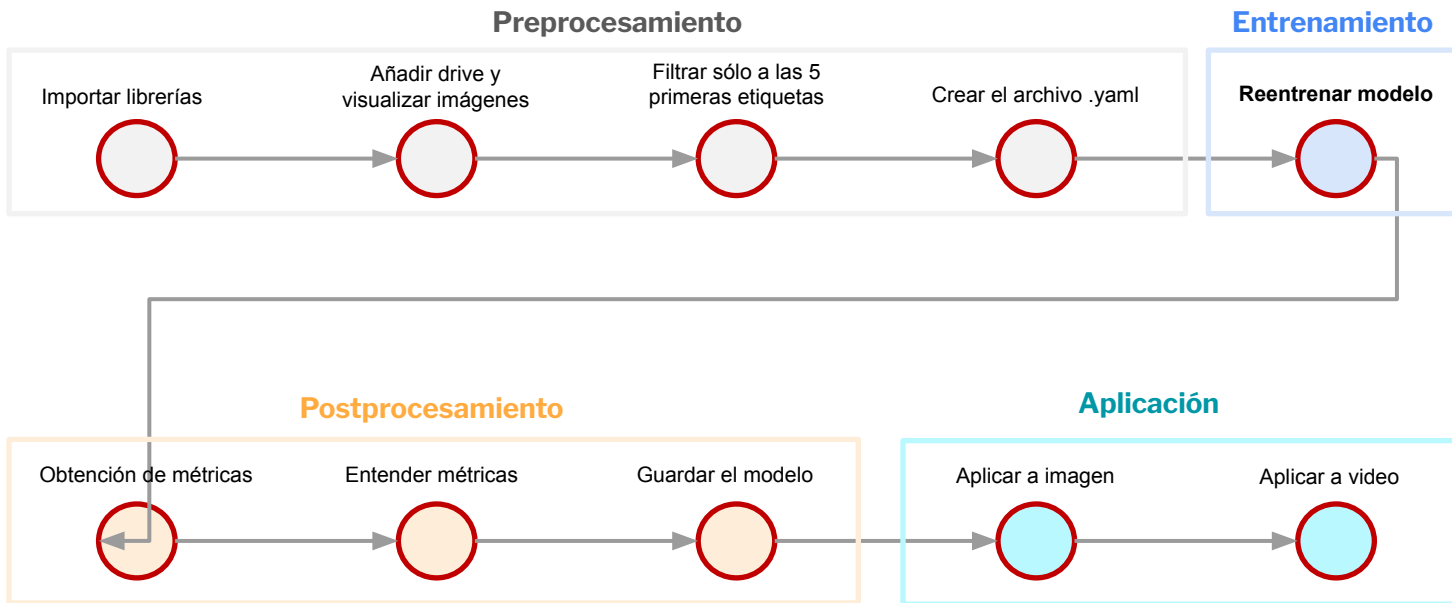 Preprocesamiento
Entrenamiento
Importar librerías
Añadir drive y
visualizar imágenes
Filtrar sólo a las 5
primeras etiquetas
Crear el archivo .yaml
Reentrenar modelo
Postprocesamiento
Aplicación
Obtención de métricas
Entender métricas
Guardar el modelo
Aplicar a imagen
Aplicar a video